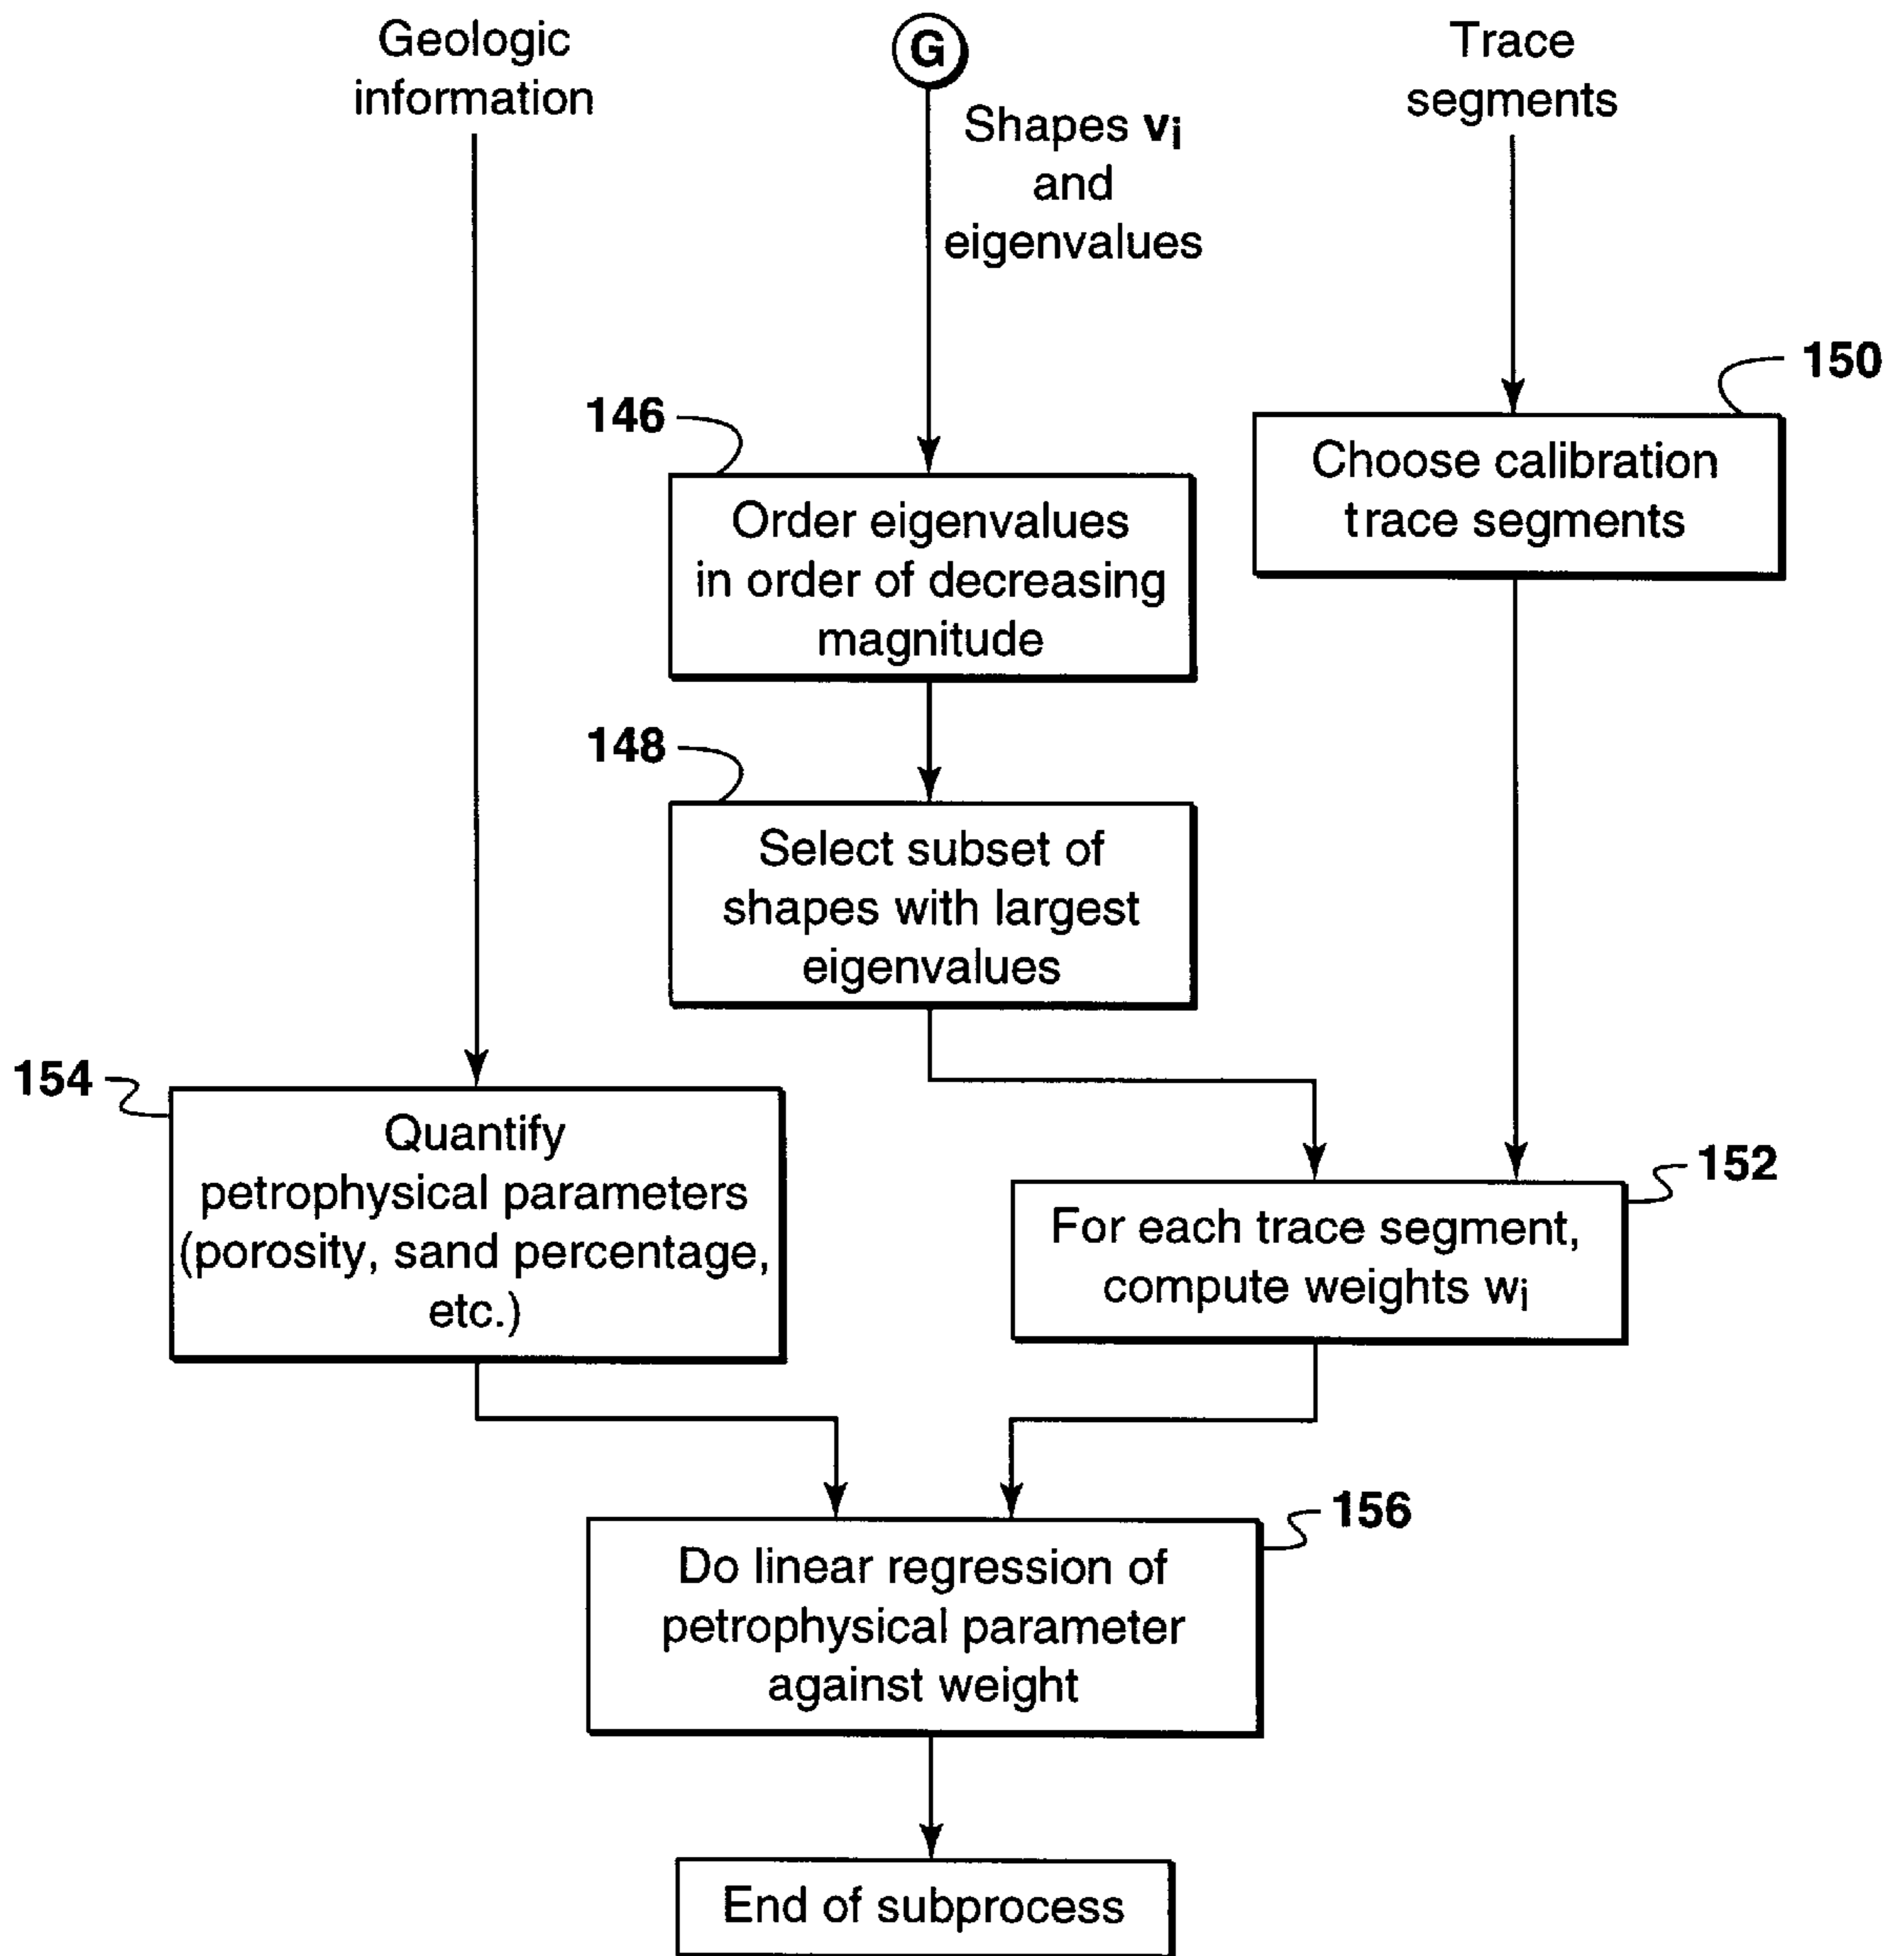 Geologic
information
G
Shapes vi
and
eigenvalues
Trace
segments
150
Choose calibration
trace segments
146
Order eigenvalues
in order of decreasing
magnitude
148
Select subset of
shapes with largest
eigenvalues
154
Quantify
petrophysical parameters
(porosity, sand percentage,
etc.)
152
For each trace segment,
compute weights wi
156
Do linear regression of
petrophysical parameter
against weight
End of subprocess